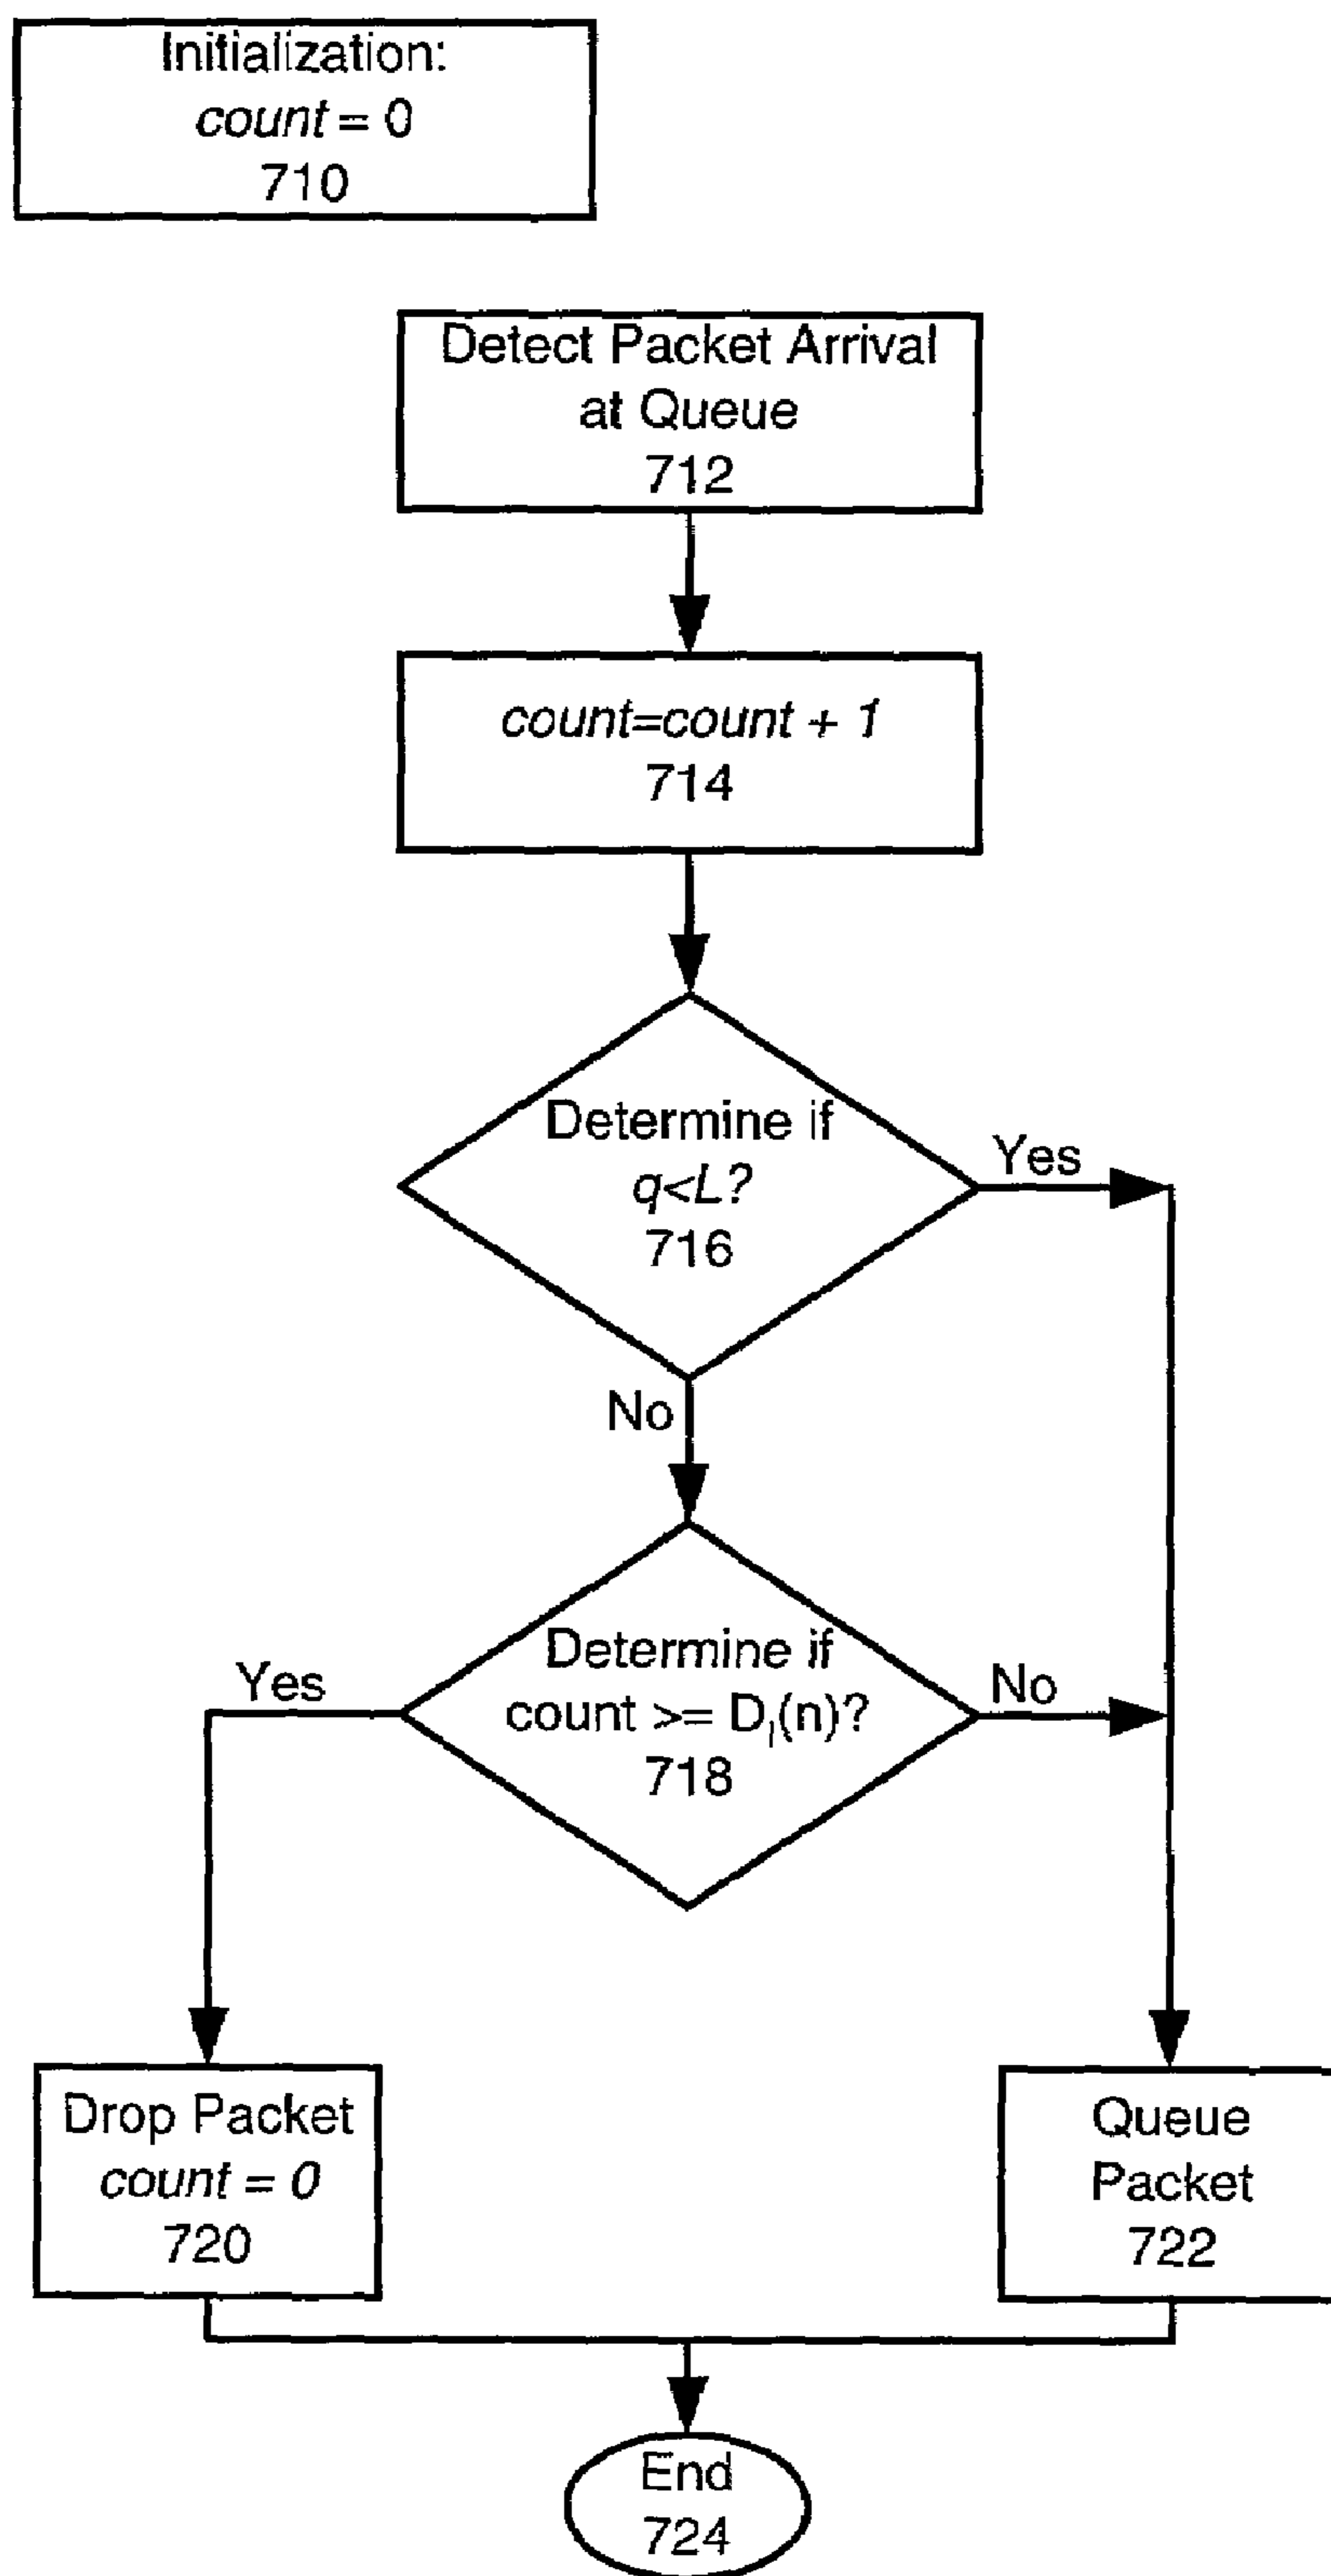 Initialization:
count = 0
710
Detect Packet Arrival
at Queue
712
count=count + 1
714
Determine if
q<L?
716
Yes
No
Determine if
count >= Dₗ(n)?
718
Yes
No
Drop Packet
count = 0
720
Queue
Packet
722
End
724